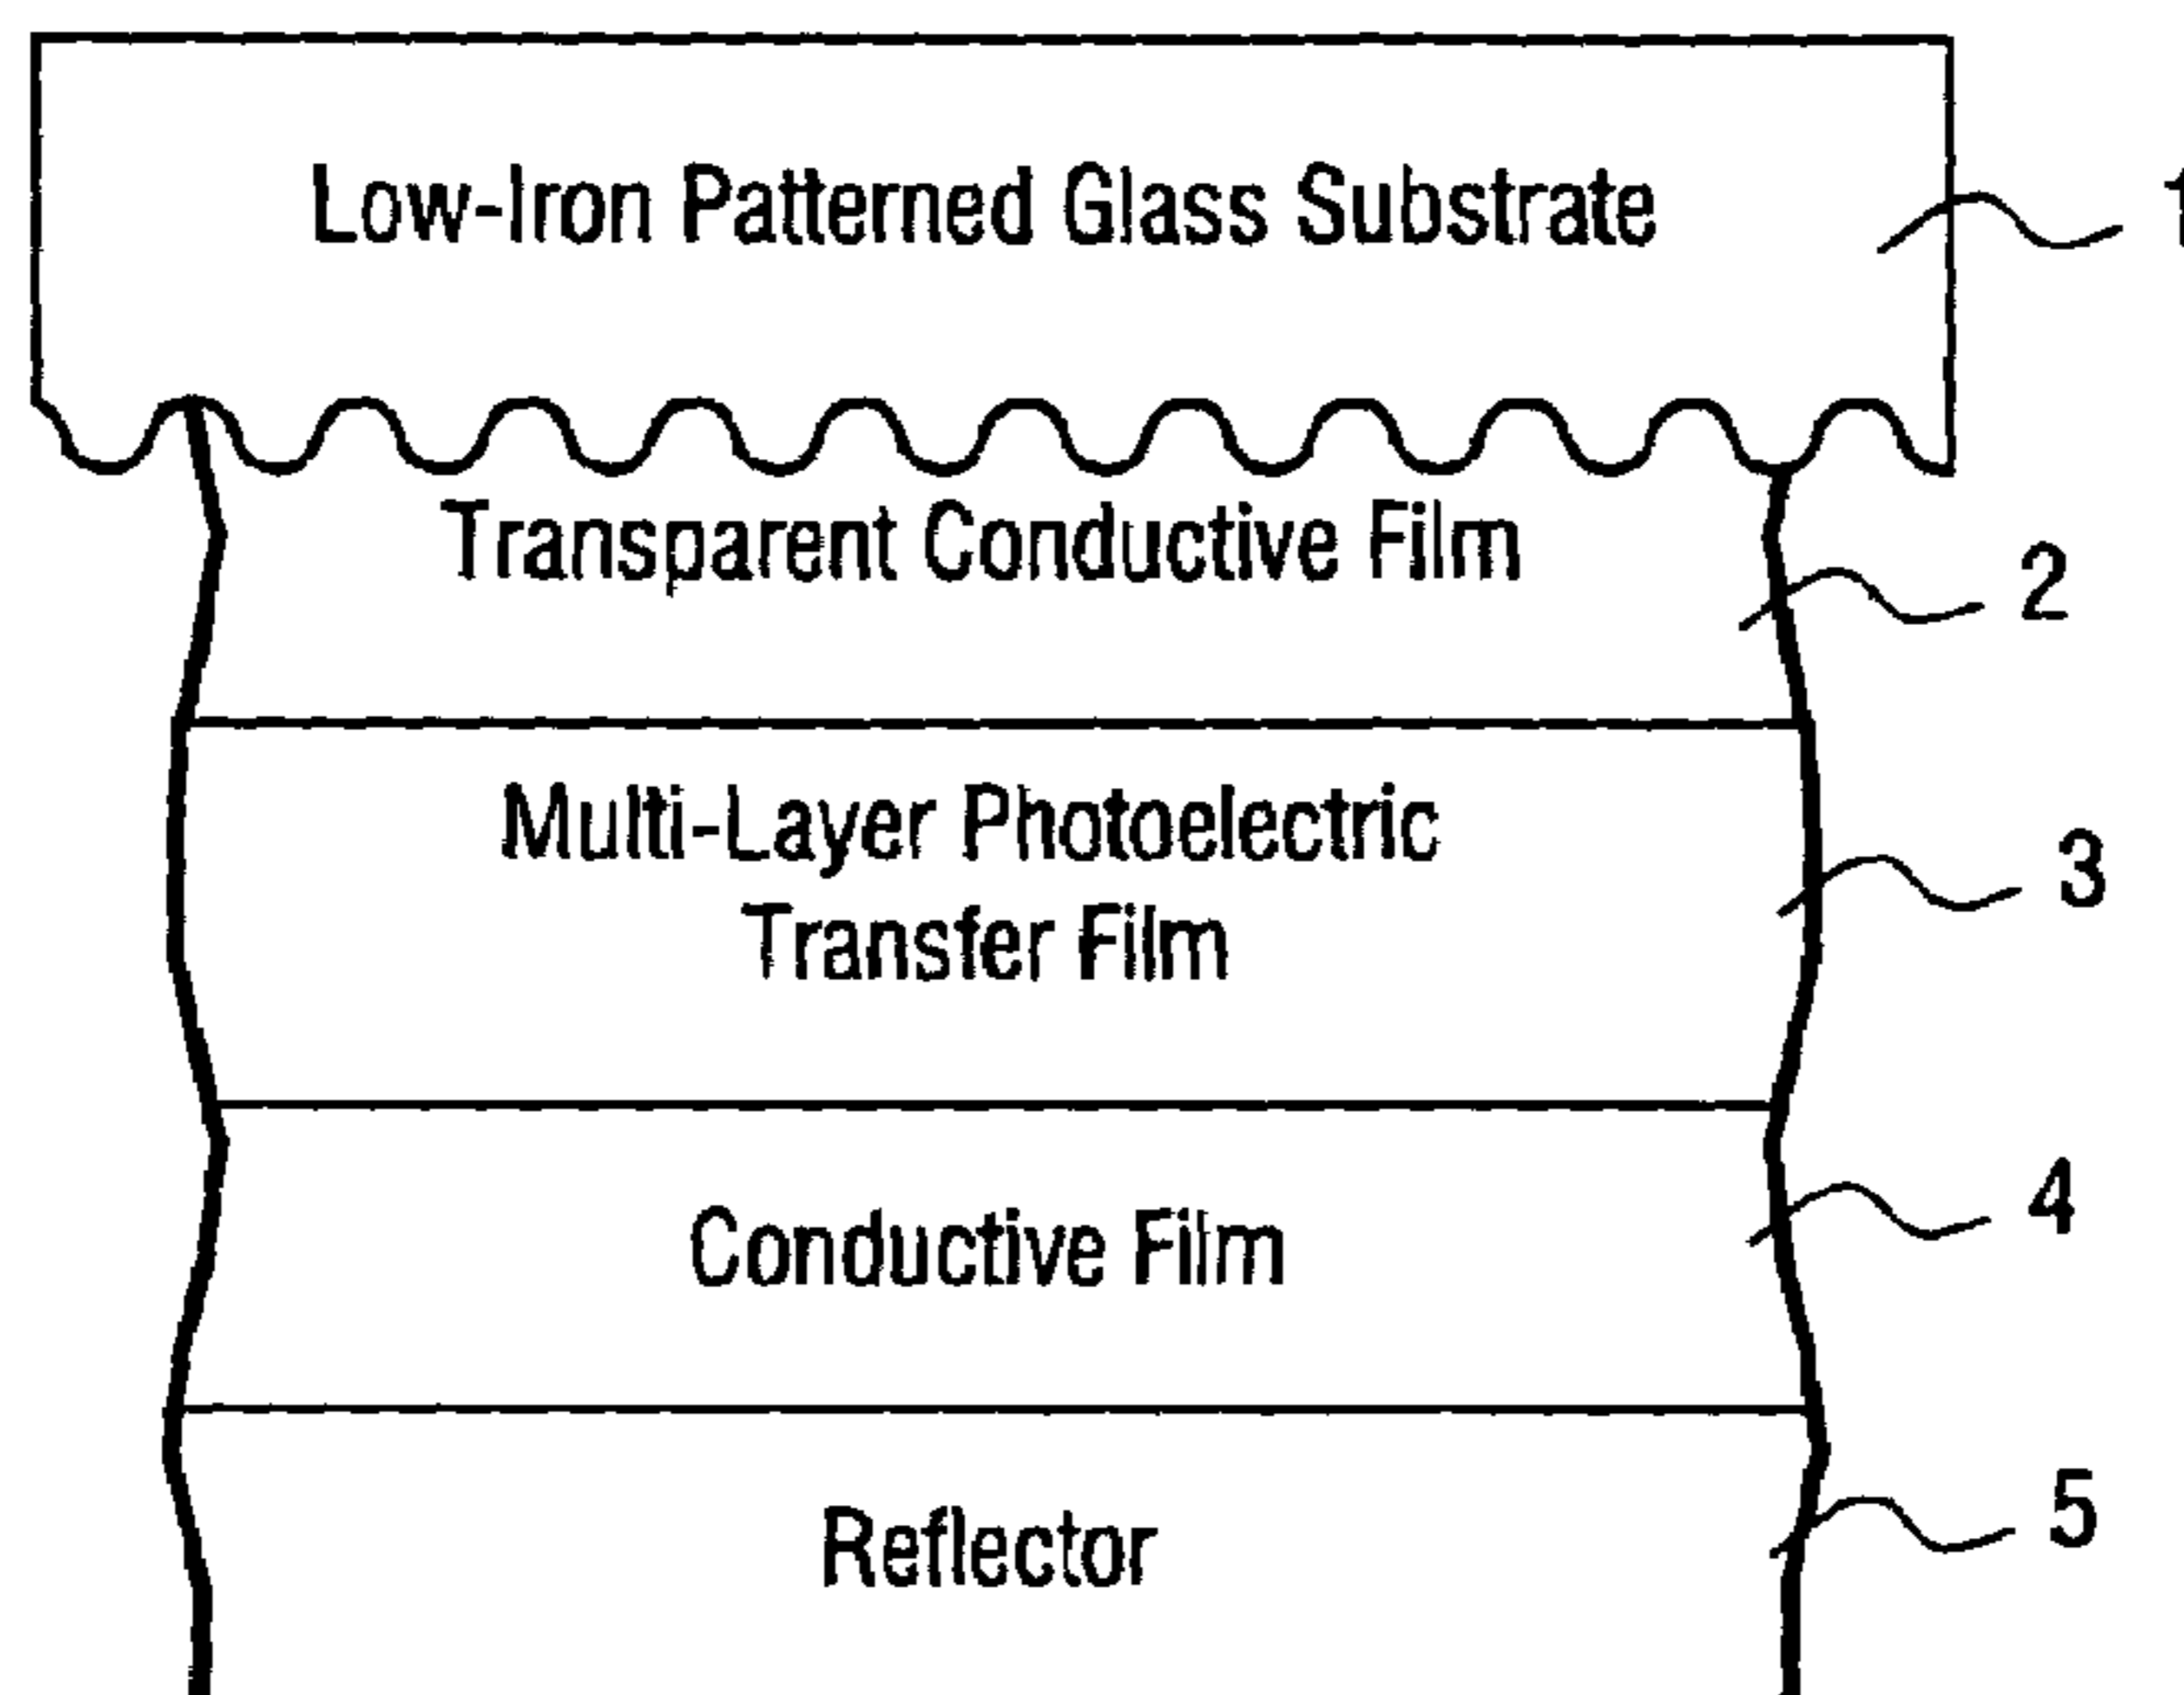 Low-Iron Patterned Glass Substrate
1
Transparent Conductive Film
2
Multi-Layer Photoelectric
Transfer Film
3
Conductive Film
4
Reflector
5